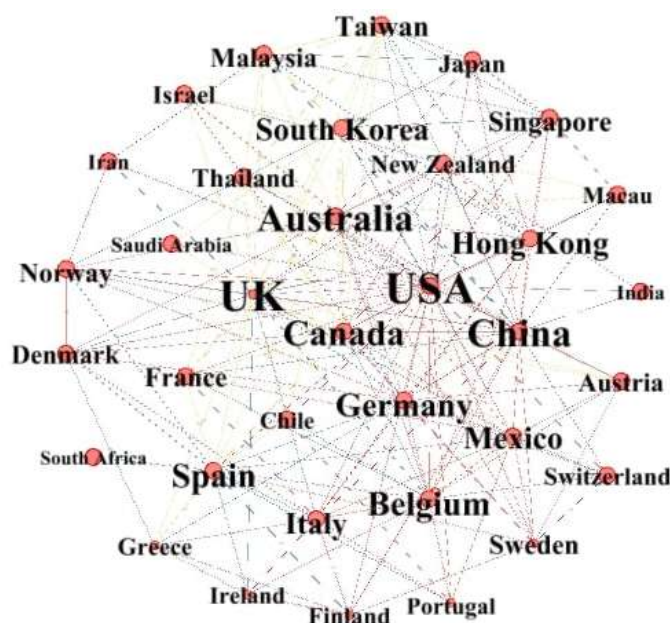 Taiwan
Malaysia
Japan
Israel
South Korea
Singapore
Iran
Thailand
New Zealand
Macau
Australia
Saudi Arabia
Hong Kong
Norway
UK
USA
India
Denmark
Canada
China
France
Austria
Chile
Germany
Mexico
South Africa
Spain
Switzerland
Italy
Belgium
Greece
Sweden
Ireland
Finland
Portugal